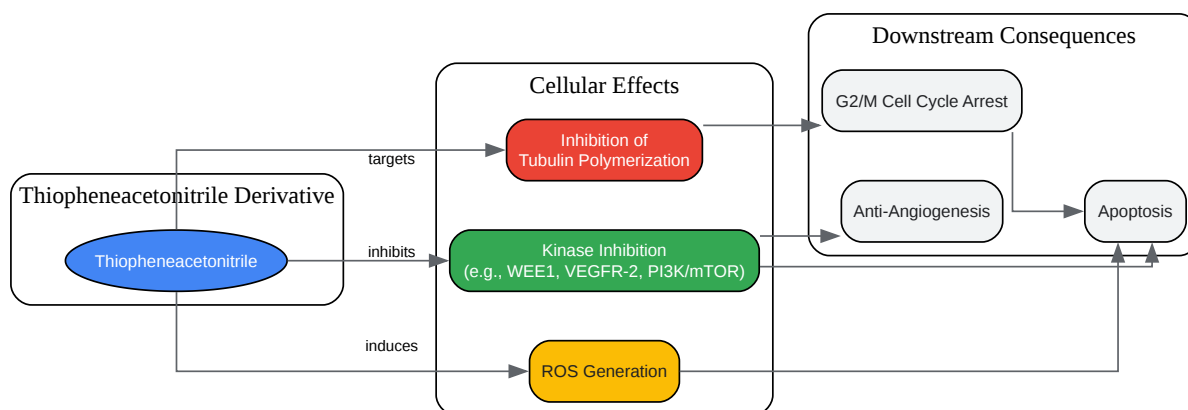 Thiopheneacetonitrile Derivative
Thiopheneacetonitrile
targets
inhibits
induces
Cellular Effects
Inhibition of
Tubulin Polymerization
Kinase Inhibition
(e.g., WEE1, VEGFR-2, PI3K/mTOR)
ROS Generation
Downstream Consequences
G2/M Cell Cycle Arrest
Anti-Angiogenesis
Apoptosis